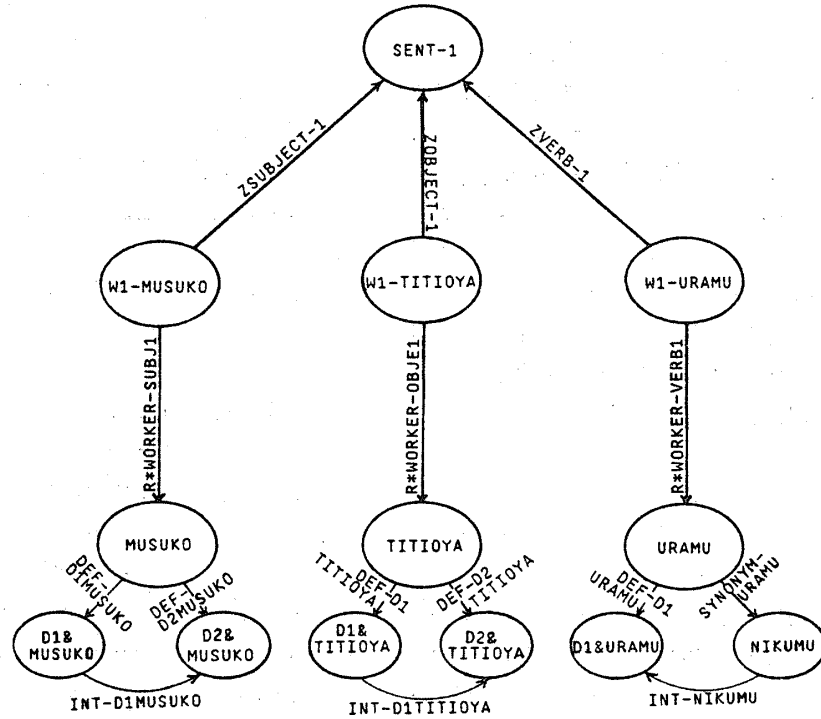 SENT-1
ZSUBJECT-1
ZOBJECT-1
ZVERB-1
W1-MUSUKO
W1-TITIOYA
W1-URAMU
R*WORKER-SUBJ1
R*WORKER-OBJE1
R*WORKER-VERB1
MUSUKO
TITIOYA
URAMU
DEF-
D1MUSUKO
DEF-
D2MUSUKO
DEF-D1
TITIOYA
DEF-D2
TITIOYA
DEF-D1
URAMU
SYNONYM-
URAMU
D1&
MUSUKO
D2&
MUSUKO
D1&
TITIOYA
D2&
TITIOYA
D1&URAMU
NIKUMU
INT-D1MUSUKO
INT-D1TITIOYA
INT-NIKUMU